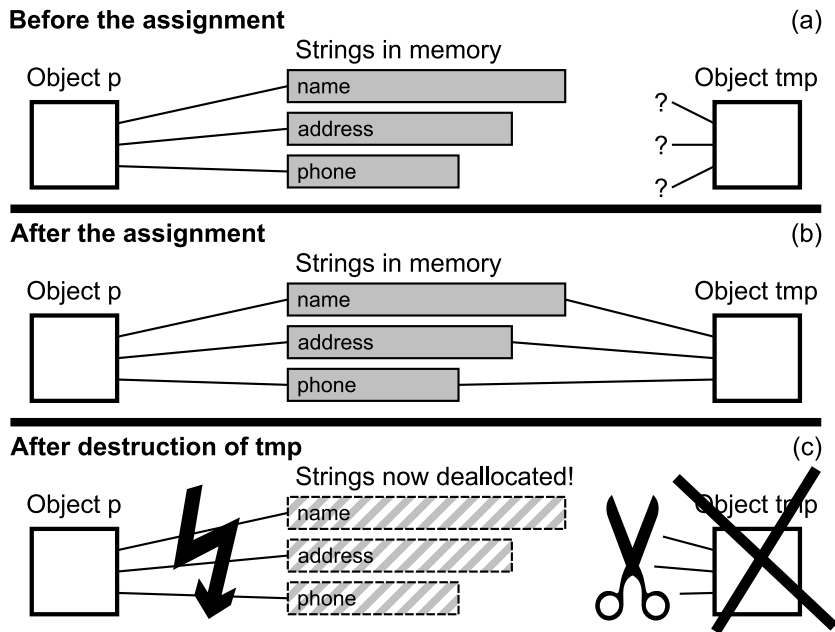 Before the assignment (a)
Strings in memory
Object p Object tmp
name
?
address
?
phone
?
After the assignment (b)
Strings in memory
Object p Object tmp
name
address
phone
After destruction of tmp (c)
Strings now deallocated!
Object p Object tmp
name
address
phone